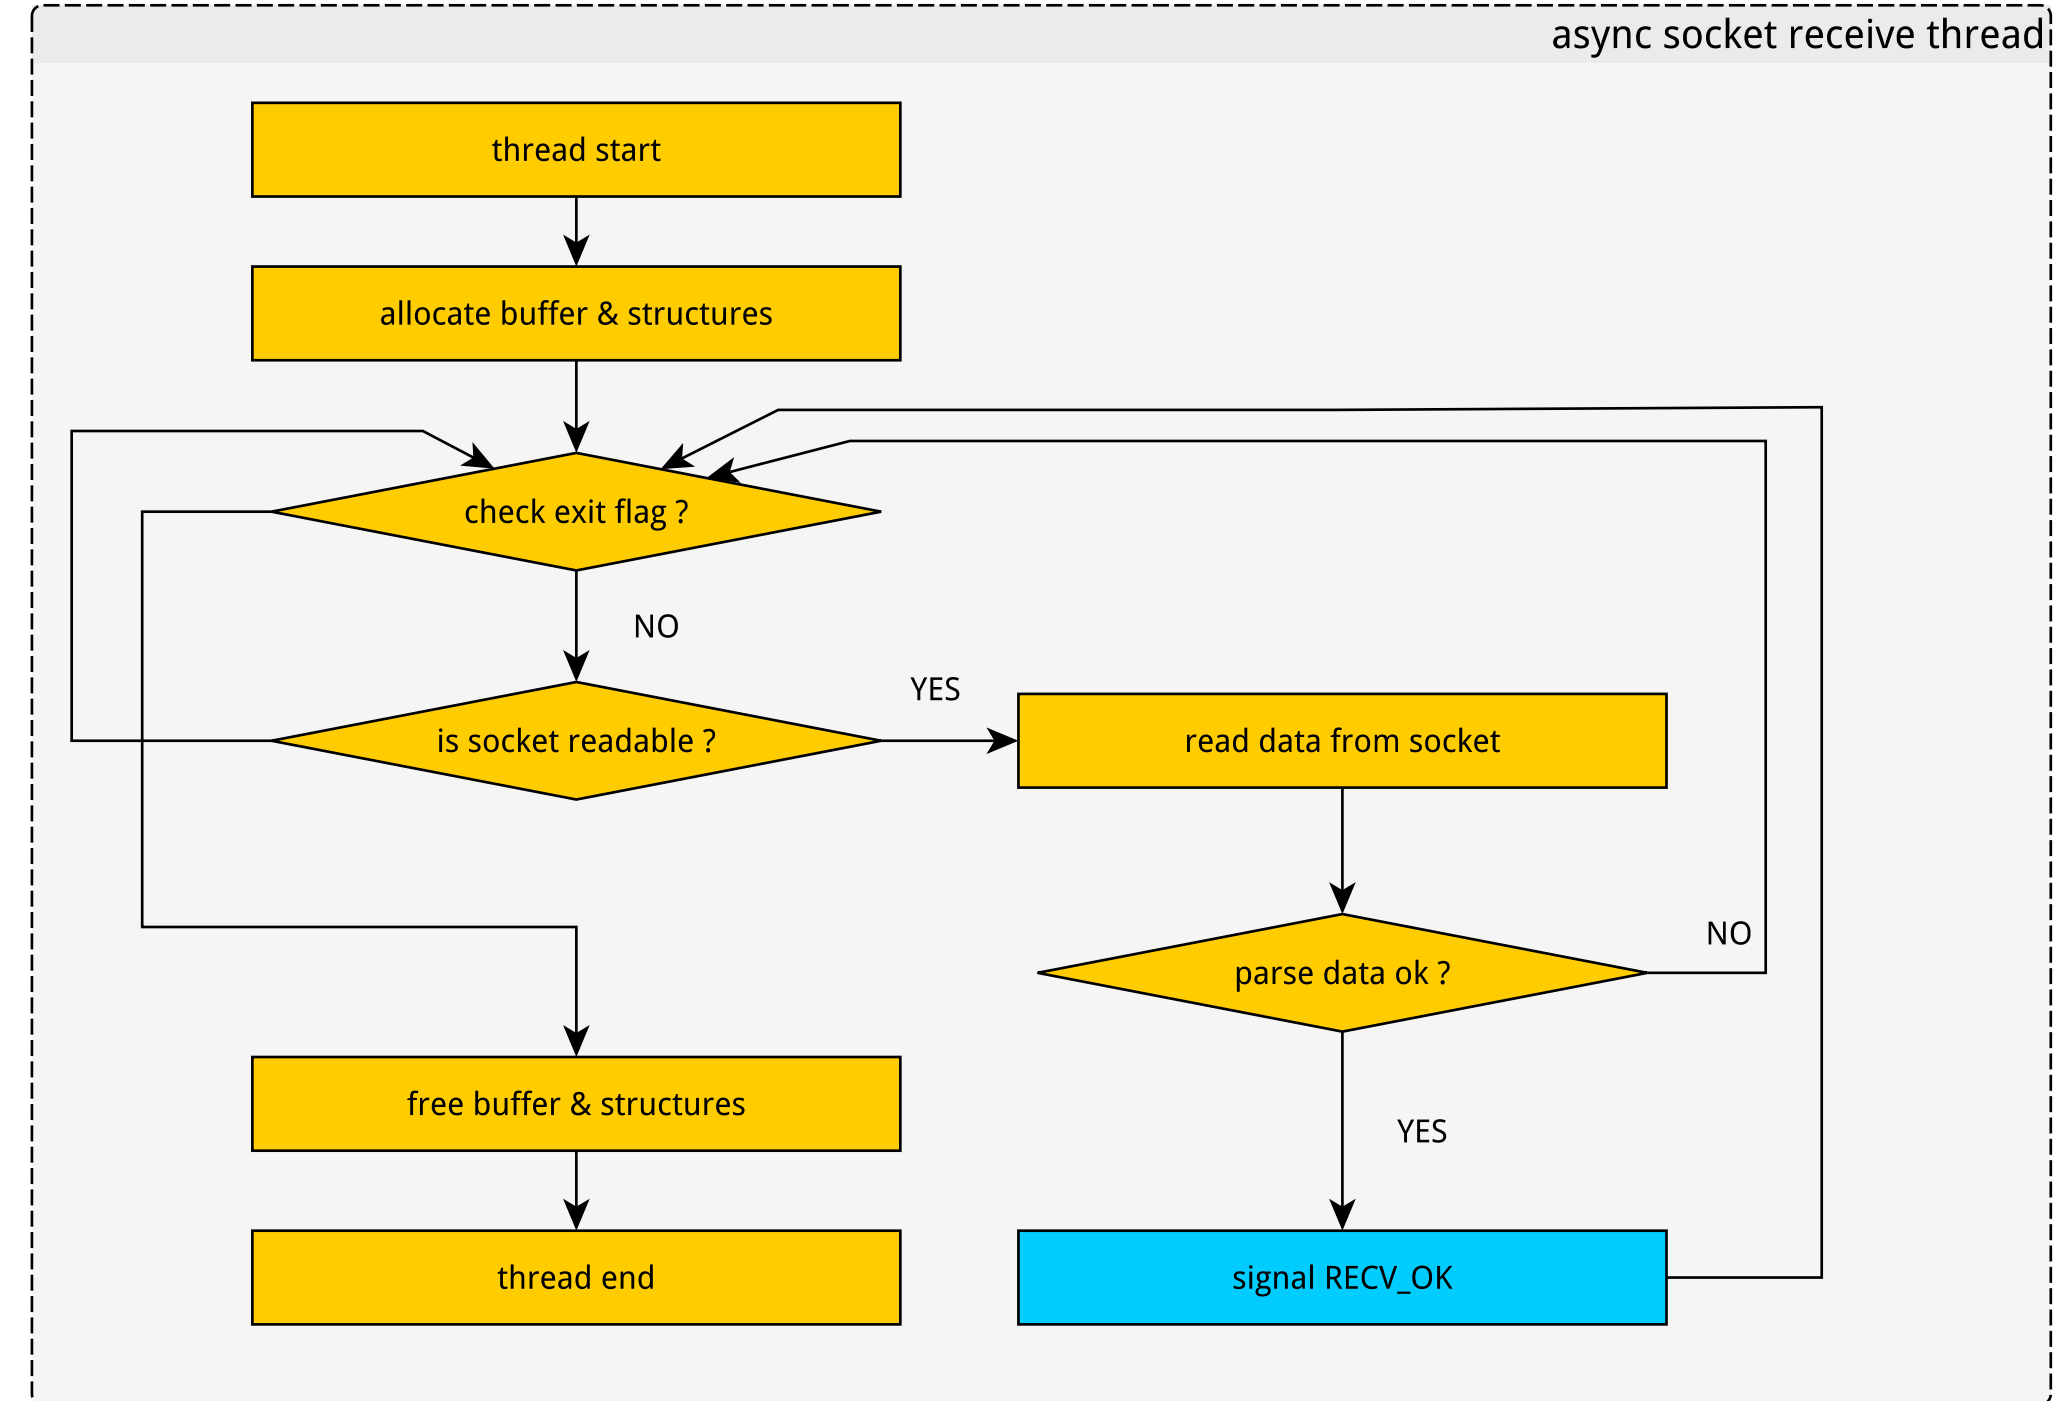 async socket receive thread
thread start
allocate buffer & structures
check exit flag ?
NO
YES
is socket readable ?
read data from socket
NO
parse data ok ?
free buffer & structures
YES
thread end
signal RECV_OK